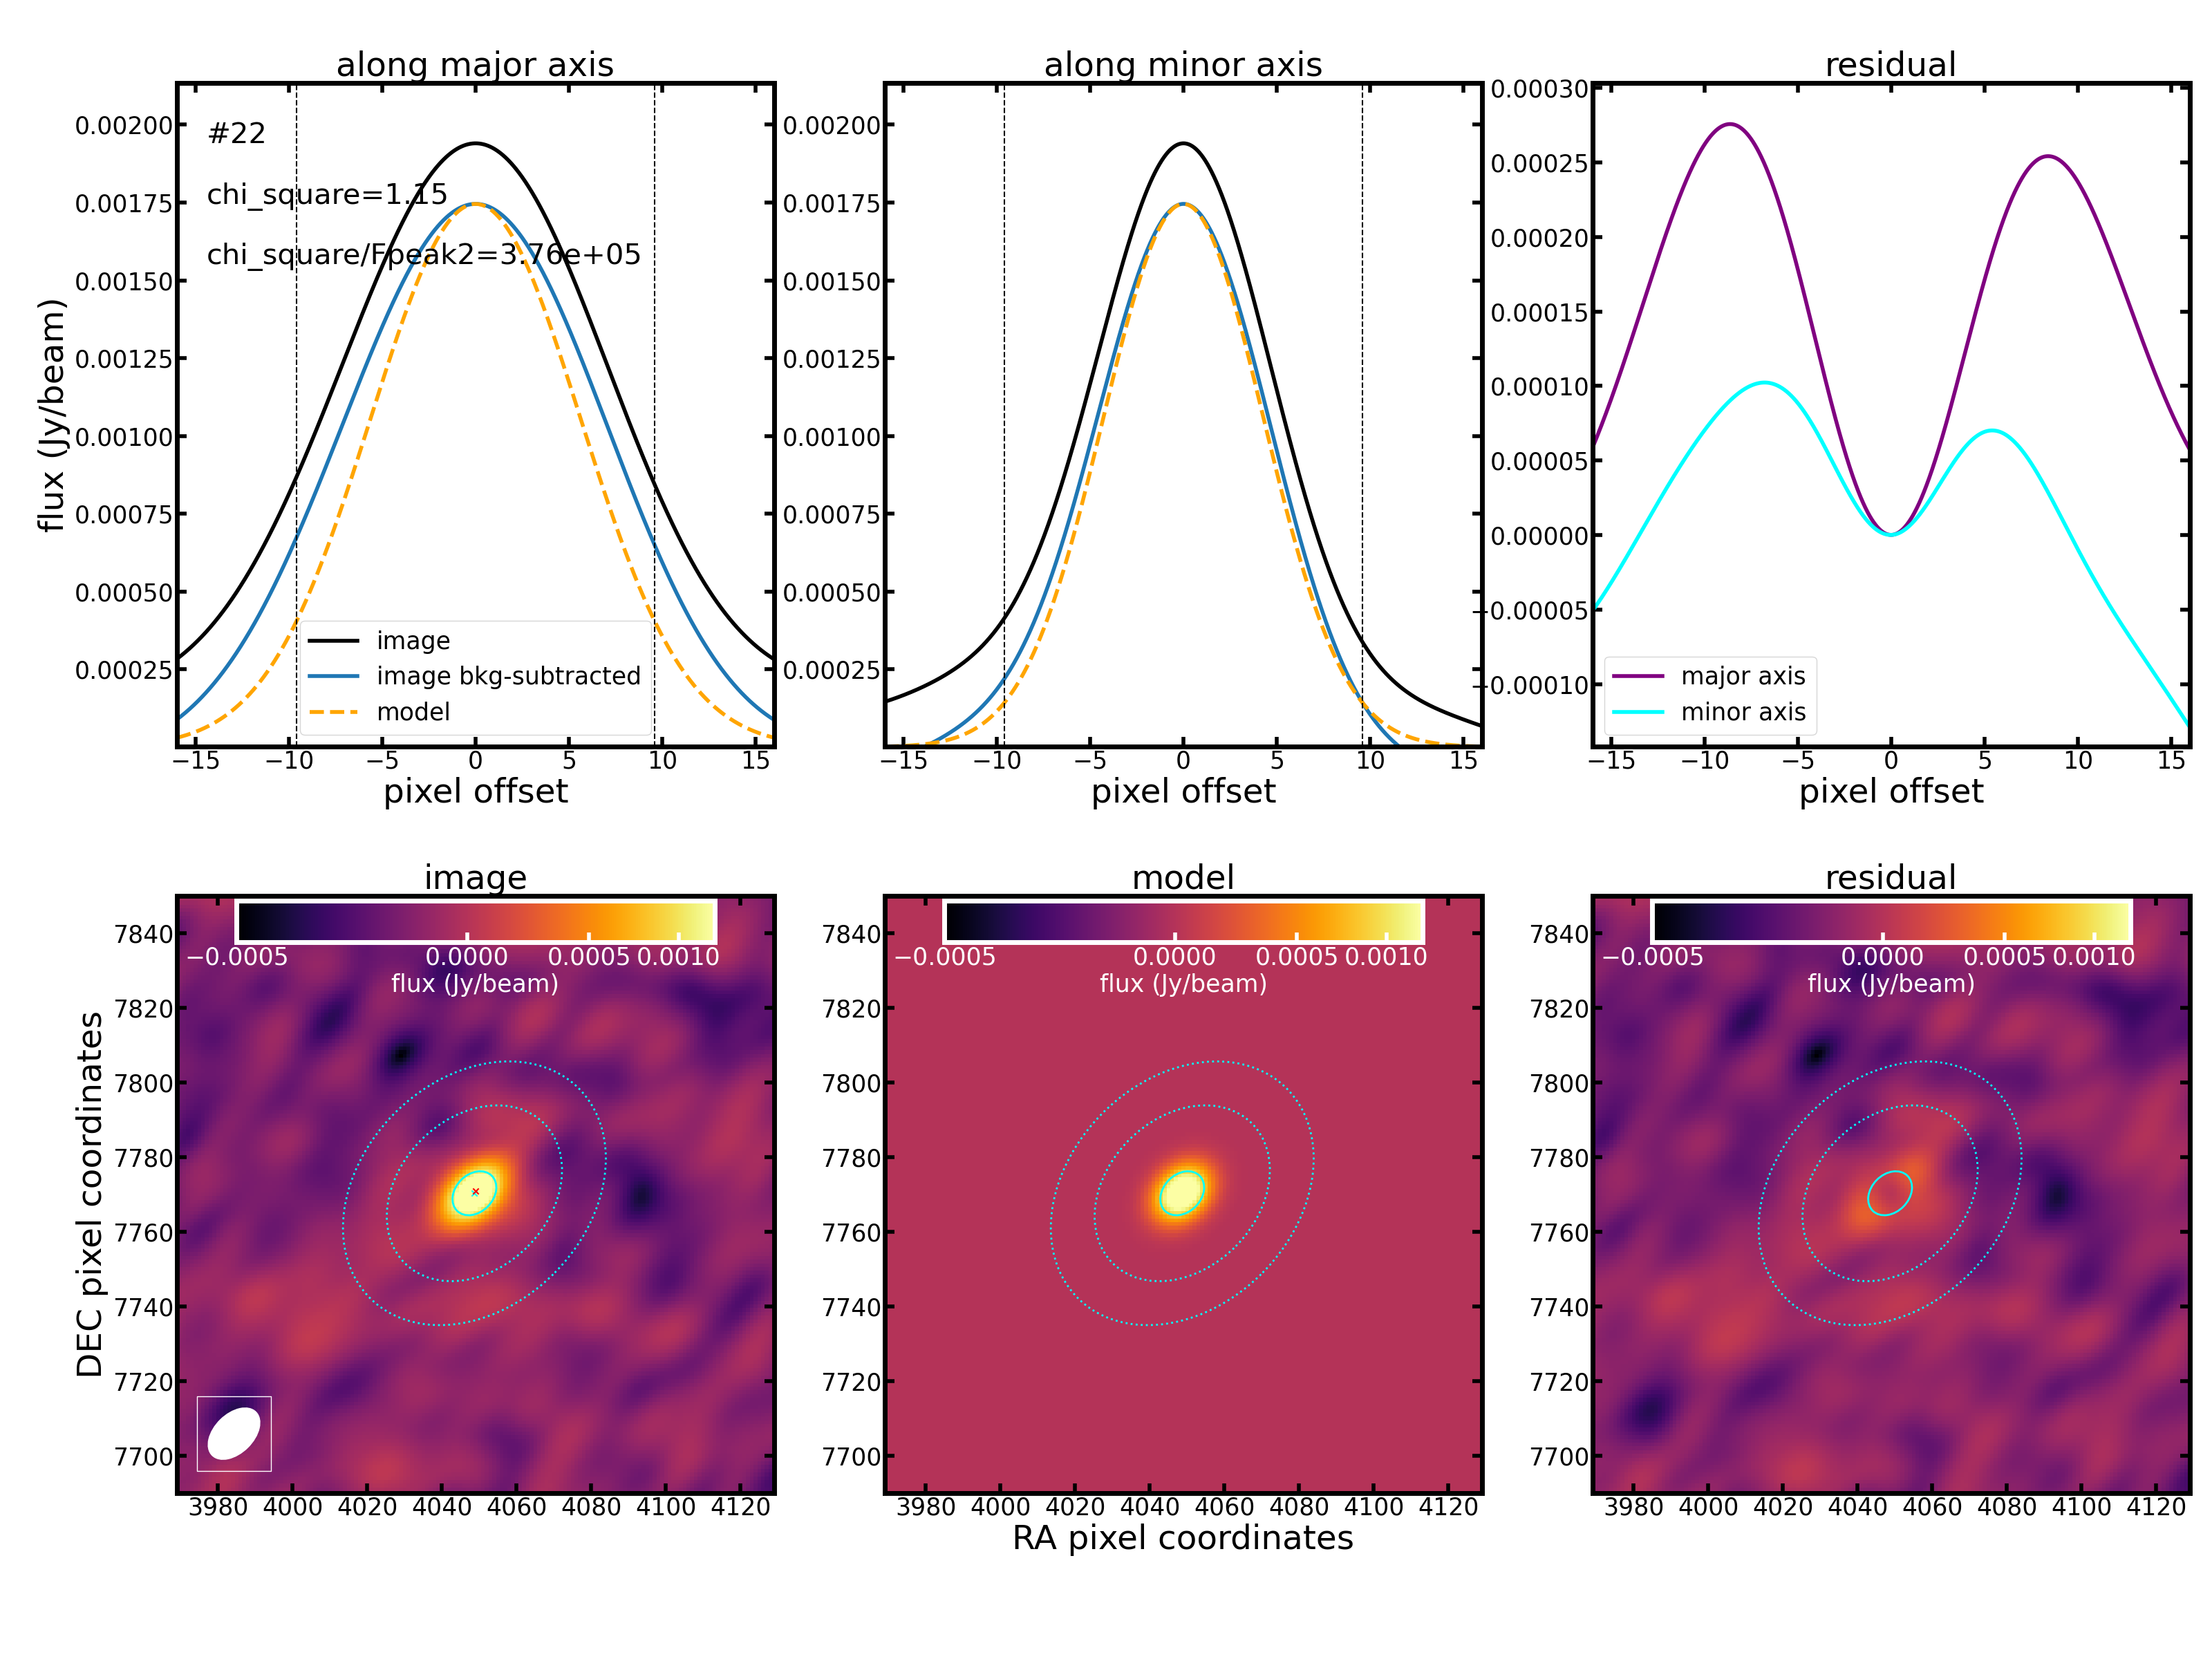 along major axis
along minor axis
residual
#22
chi_square=1.15
chi_square/Fpeak2=3.76e+05
0.00200
0.00175
0.00150
0.00125
0.00100
0.00075
0.00050
0.00025
flux (Jy/beam)
image
image bkg-subtracted
model
−15 −10 −5 0 5 10 15
pixel offset
0.00200
0.00175
0.00150
0.00125
0.00100
0.00075
0.00050
0.00025
−15 −10 −5 0 5 10 15
pixel offset
0.00030
0.00025
0.00020
0.00015
0.00010
0.00005
0.00000
−0.00005
−0.00010
major axis
minor axis
−15 −10 −5 0 5 10 15
pixel offset
image
model
residual
−0.0005 0.0000 0.0005 0.0010
flux (Jy/beam)
7840
7820
7800
7780
7760
7740
7720
7700
DEC pixel coordinates
3980 4000 4020 4040 4060 4080 4100 4120
−0.0005 0.0000 0.0005 0.0010
flux (Jy/beam)
7840
7820
7800
7780
7760
7740
7720
7700
3980 4000 4020 4040 4060 4080 4100 4120
RA pixel coordinates
−0.0005 0.0000 0.0005 0.0010
flux (Jy/beam)
7840
7820
7800
7780
7760
7740
7720
7700
3980 4000 4020 4040 4060 4080 4100 4120